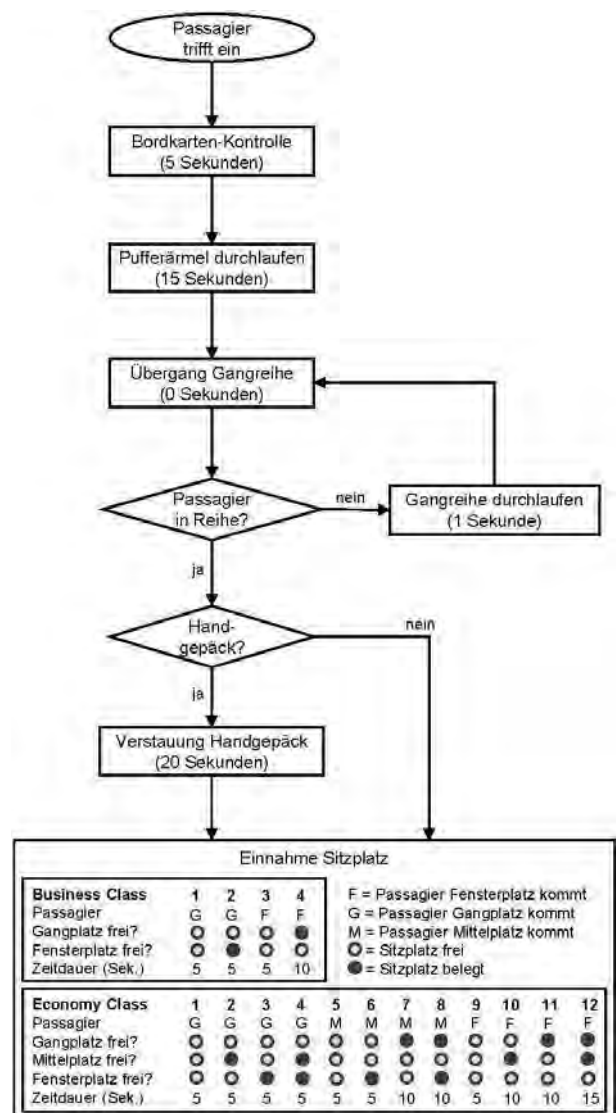 Passagier
trifft ein
Bordkarten-Kontrolle
(5 Sekunden)
Pufferärmel durchlaufen
(15 Sekunden)
Übergang Gangreihe
(0 Sekunden)
Passagier
in Reihe?
nein
Gangreihe durchlaufen
(1 Sekunde)
ja
Hand-
gepäck?
nein
ja
Verstauung Handgepäck
(20 Sekunden)
Einnahme Sitzplatz
Business Class 1 2 3 4
Passagier G G F F
Gangplatz frei?
Fensterplatz frei?
Zeitdauer (Sek.) 5 5 5 10
F = Passagier Fensterplatz kommt
G = Passagier Gangplatz kommt
M = Passagier Mittelplatz kommt
= Sitzplatz frei
= Sitzplatz belegt
Economy Class 1 2 3 4 5 6 7 8 9 10 11 12
Passagier G G G G M M M M F F F F
Gangplatz frei?
Mittelplatz frei?
Fensterplatz frei?
Zeitdauer (Sek.) 5 5 5 5 5 5 10 10 5 10 10 15